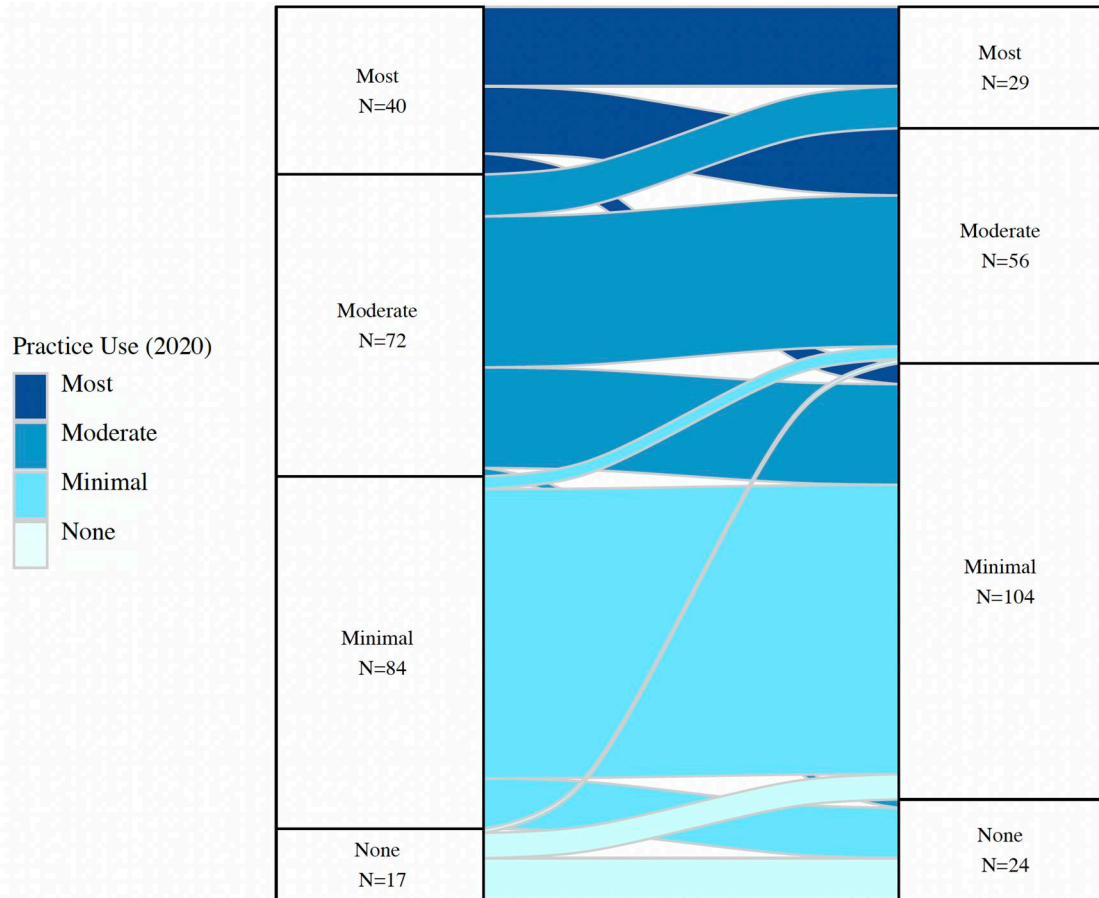 Practice Use (2020)
Most
Moderate
Minimal
None
Most
N=40
Moderate
N=72
Minimal
N=84
None
N=17
Most
N=29
Moderate
N=56
Minimal
N=104
None
N=24